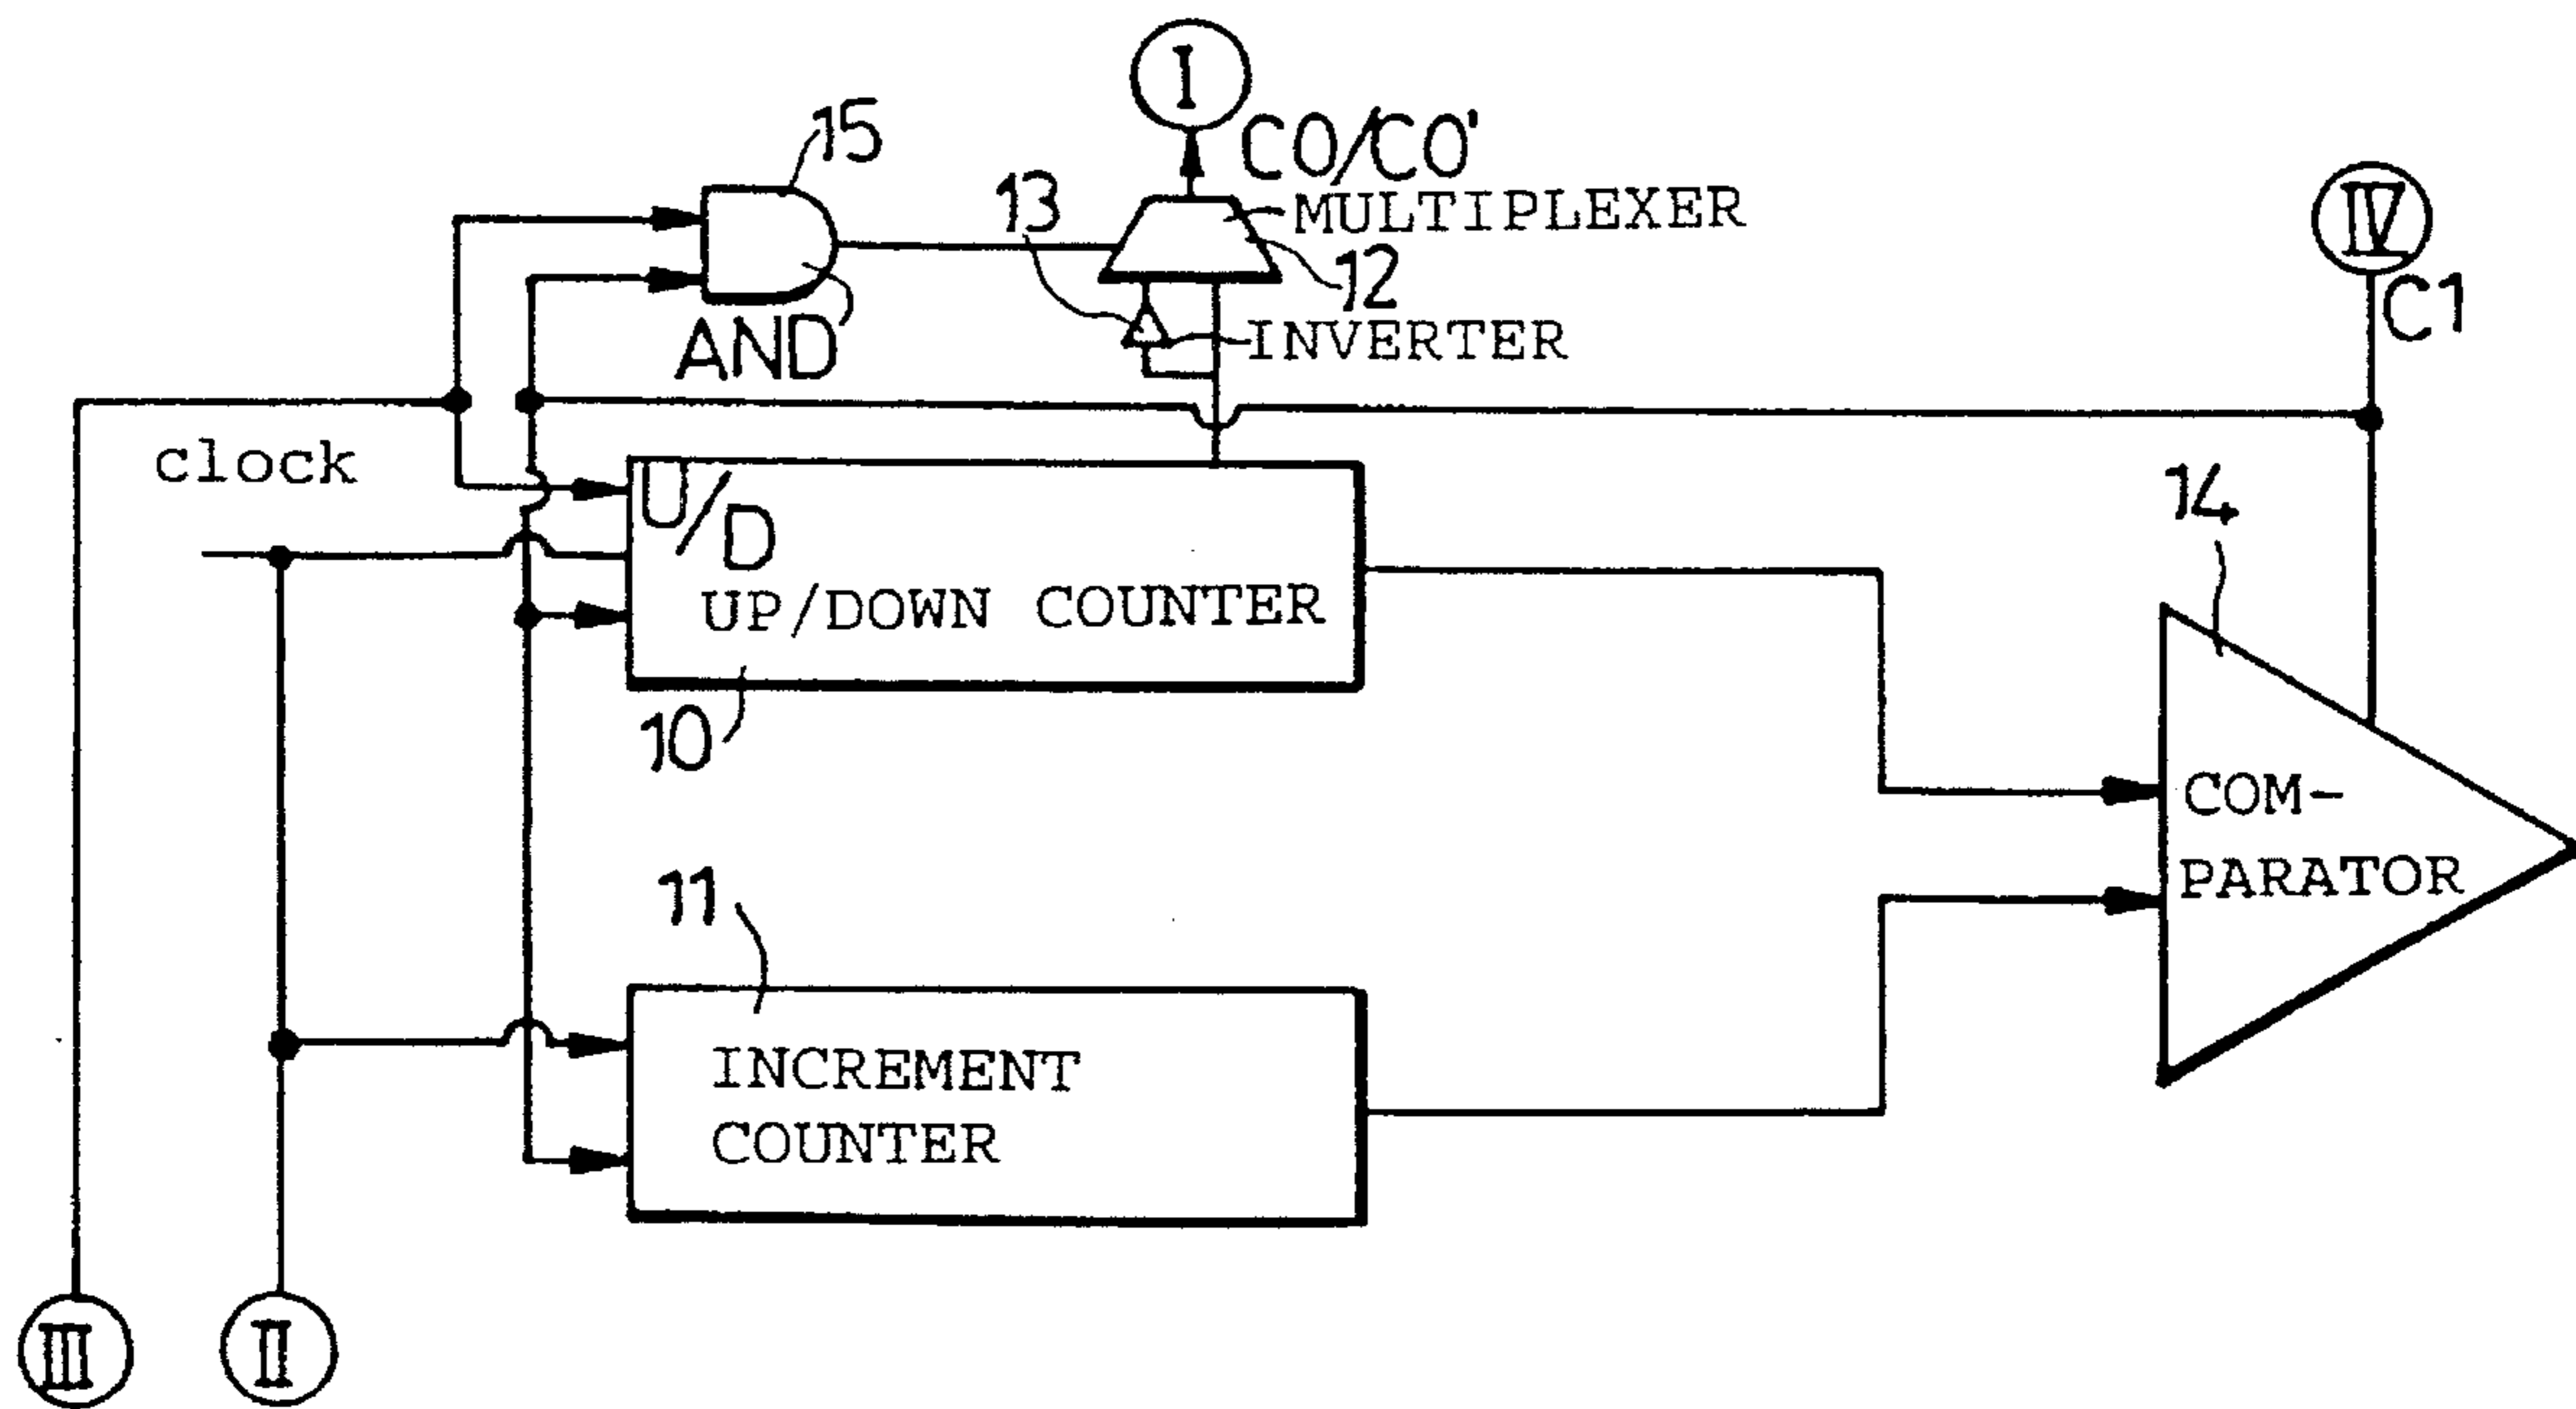 I
CO/CO'
15
13
MULTIPLEXER
12
IV
C1
AND
INVERTER
clock
U/D
UP/DOWN COUNTER
10
14
COM-
PARATOR
11
INCREMENT
COUNTER
III
II